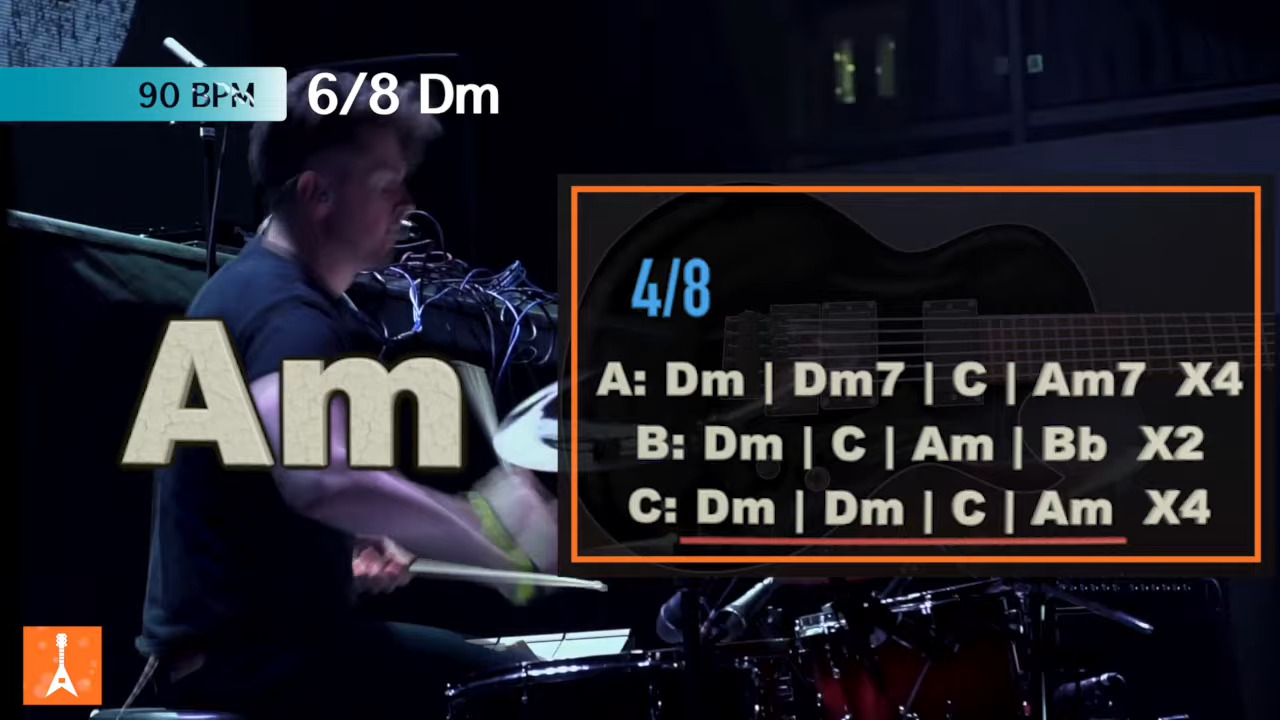 90 BPM
6/8 Dm
4/8
Am
A: Dm | Dm7 | C | Am7 X4
B: Dm | C | Am | Bb X2
C: Dm | Dm | C | Am X4